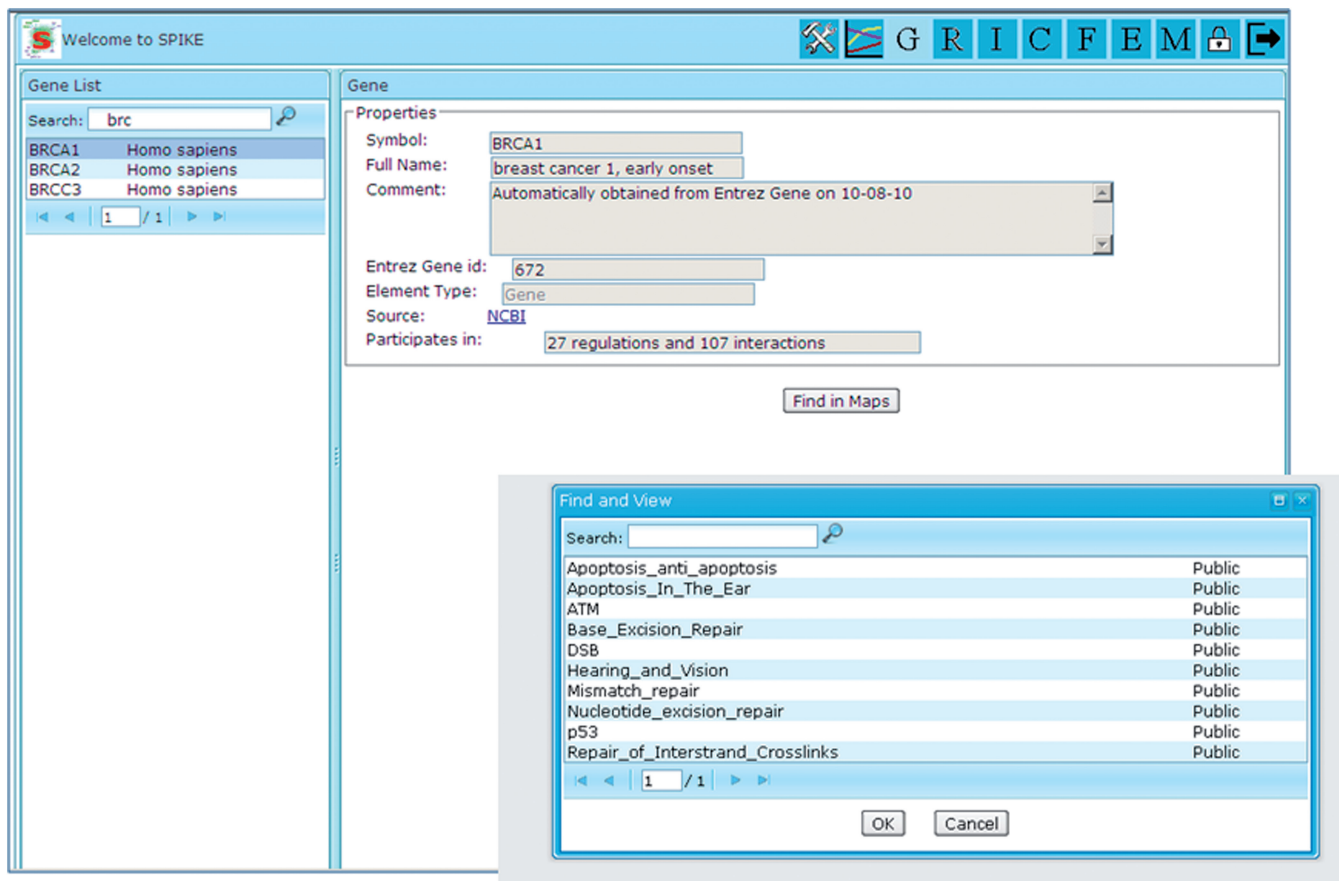 S Welcome to SPIKE G R I C F E M
Gene List
Search: brc
BRCA1 Homo sapiens
BRCA2 Homo sapiens
BRCC3 Homo sapiens
1 / 1
Gene
Properties
Symbol: BRCA1
Full Name: breast cancer 1, early onset
Comment: Automatically obtained from Entrez Gene on 10-08-10
Entrez Gene id: 672
Element Type: Gene
Source: NCBI
Participates in: 27 regulations and 107 interactions
Find in Maps
Find and View
Search:
Apoptosis_anti_apoptosis Public
Apoptosis_In_The_Ear Public
ATM Public
Base_Excision_Repair Public
DSB Public
Hearing_and_Vision Public
Mismatch_repair Public
Nucleotide_excision_repair Public
p53 Public
Repair_of_Interstrand_Crosslinks Public
1 / 1
OK Cancel